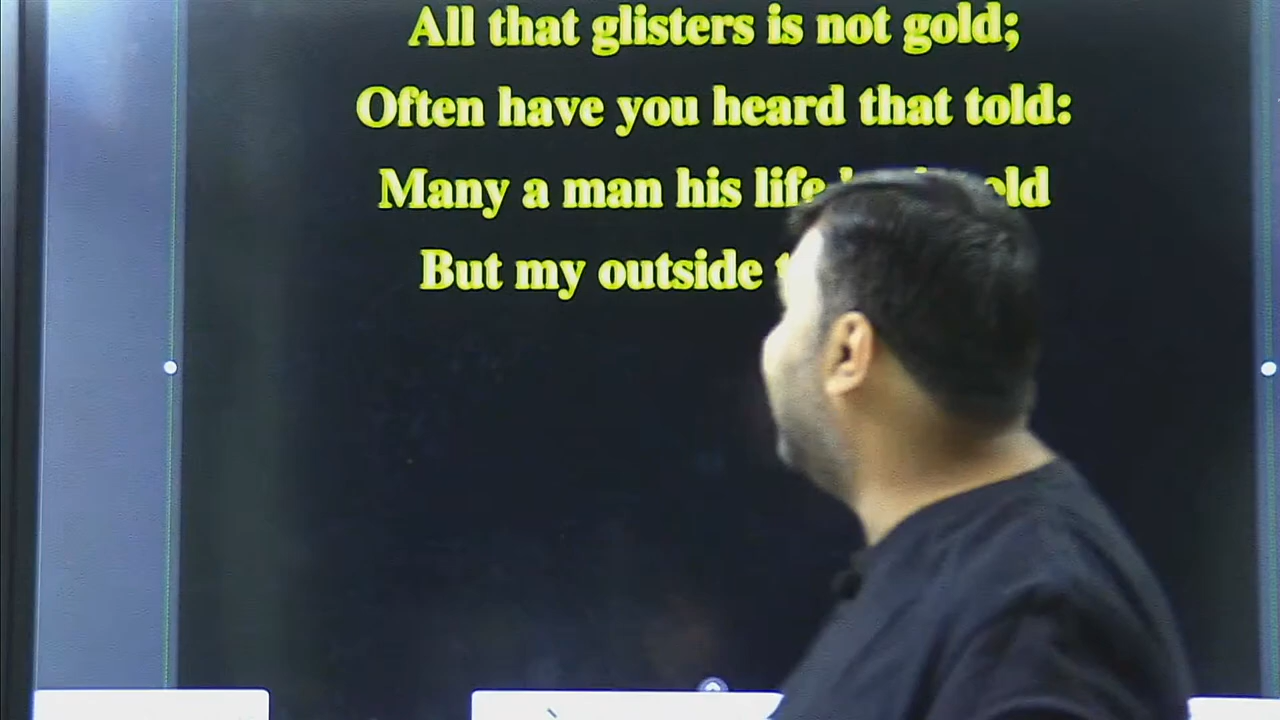 All that glisters is not gold;
Often have you heard that told:
Many a man his life
But my outside